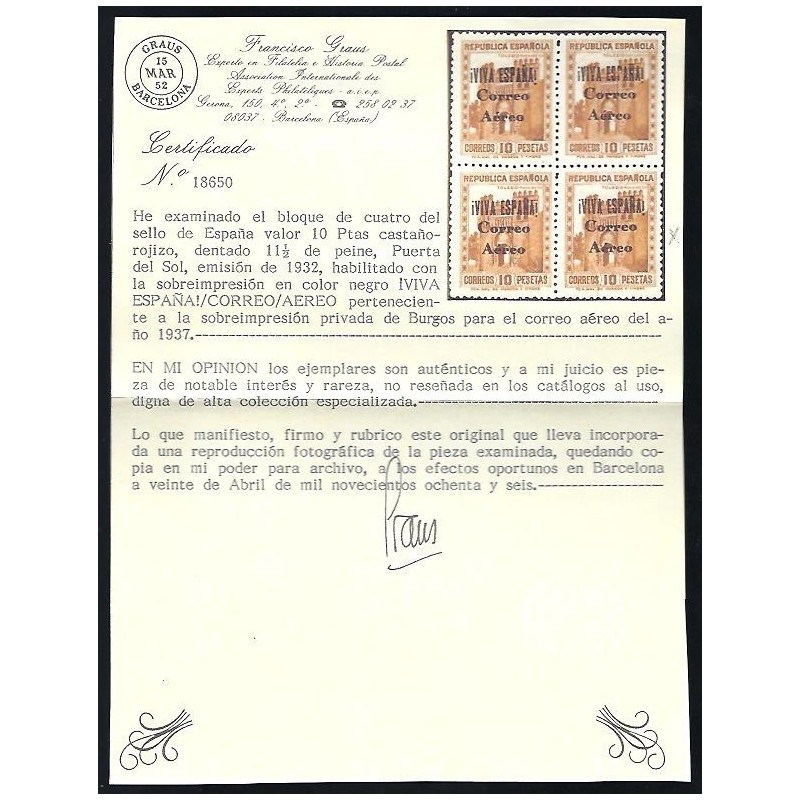 GRAUS
15
MAR
52
BARCELONA
Francisco Graus
Experto en Filatelia e Historia Postal
Association Internationale des
Experts Philatéliques - a.i.e.p.
Gerona, 150, 4º, 2ª - ☎ 258 02 37
08037 - Barcelona (España)
Certificado
Nº 18650
REPUBLICA ESPAÑOLA
TOLEDO
¡VIVA ESPAÑA!
Correo
Aéreo
CORREOS 10 PESETAS
REPUBLICA ESPAÑOLA
TOLEDO
¡VIVA ESPAÑA!
Correo
Aéreo
CORREOS 10 PESETAS
REPUBLICA ESPAÑOLA
TOLEDO
¡VIVA ESPAÑA!
Correo
Aéreo
CORREOS 10 PESETAS
REPUBLICA ESPAÑOLA
TOLEDO
¡VIVA ESPAÑA!
Correo
Aéreo
CORREOS 10 PESETAS
He examinado el bloque de cuatro del
sello de España valor 10 Ptas castaño-
rojizo, dentado 11½ de peine, Puerta
del Sol, emisión de 1932, habilitado con
la sobreimpresión en color negro !VIVA
ESPAÑA!/CORREO/AEREO pertenecien-
te a la sobreimpresión privada de Burgos para el correo aéreo del a-
ño 1937.-
EN MI OPINION los ejemplares son auténticos y a mi juicio es pie-
za de notable interés y rareza, no reseñada en los catálogos al uso,
digna de alta colección especializada.-
Lo que manifiesto, firmo y rubrico este original que lleva incorpora-
da una reproducción fotográfica de la pieza examinada, quedando co-
pia en mi poder para archivo, a los efectos oportunos en Barcelona
a veinte de Abril de mil novecientos ochenta y seis.-
Graus